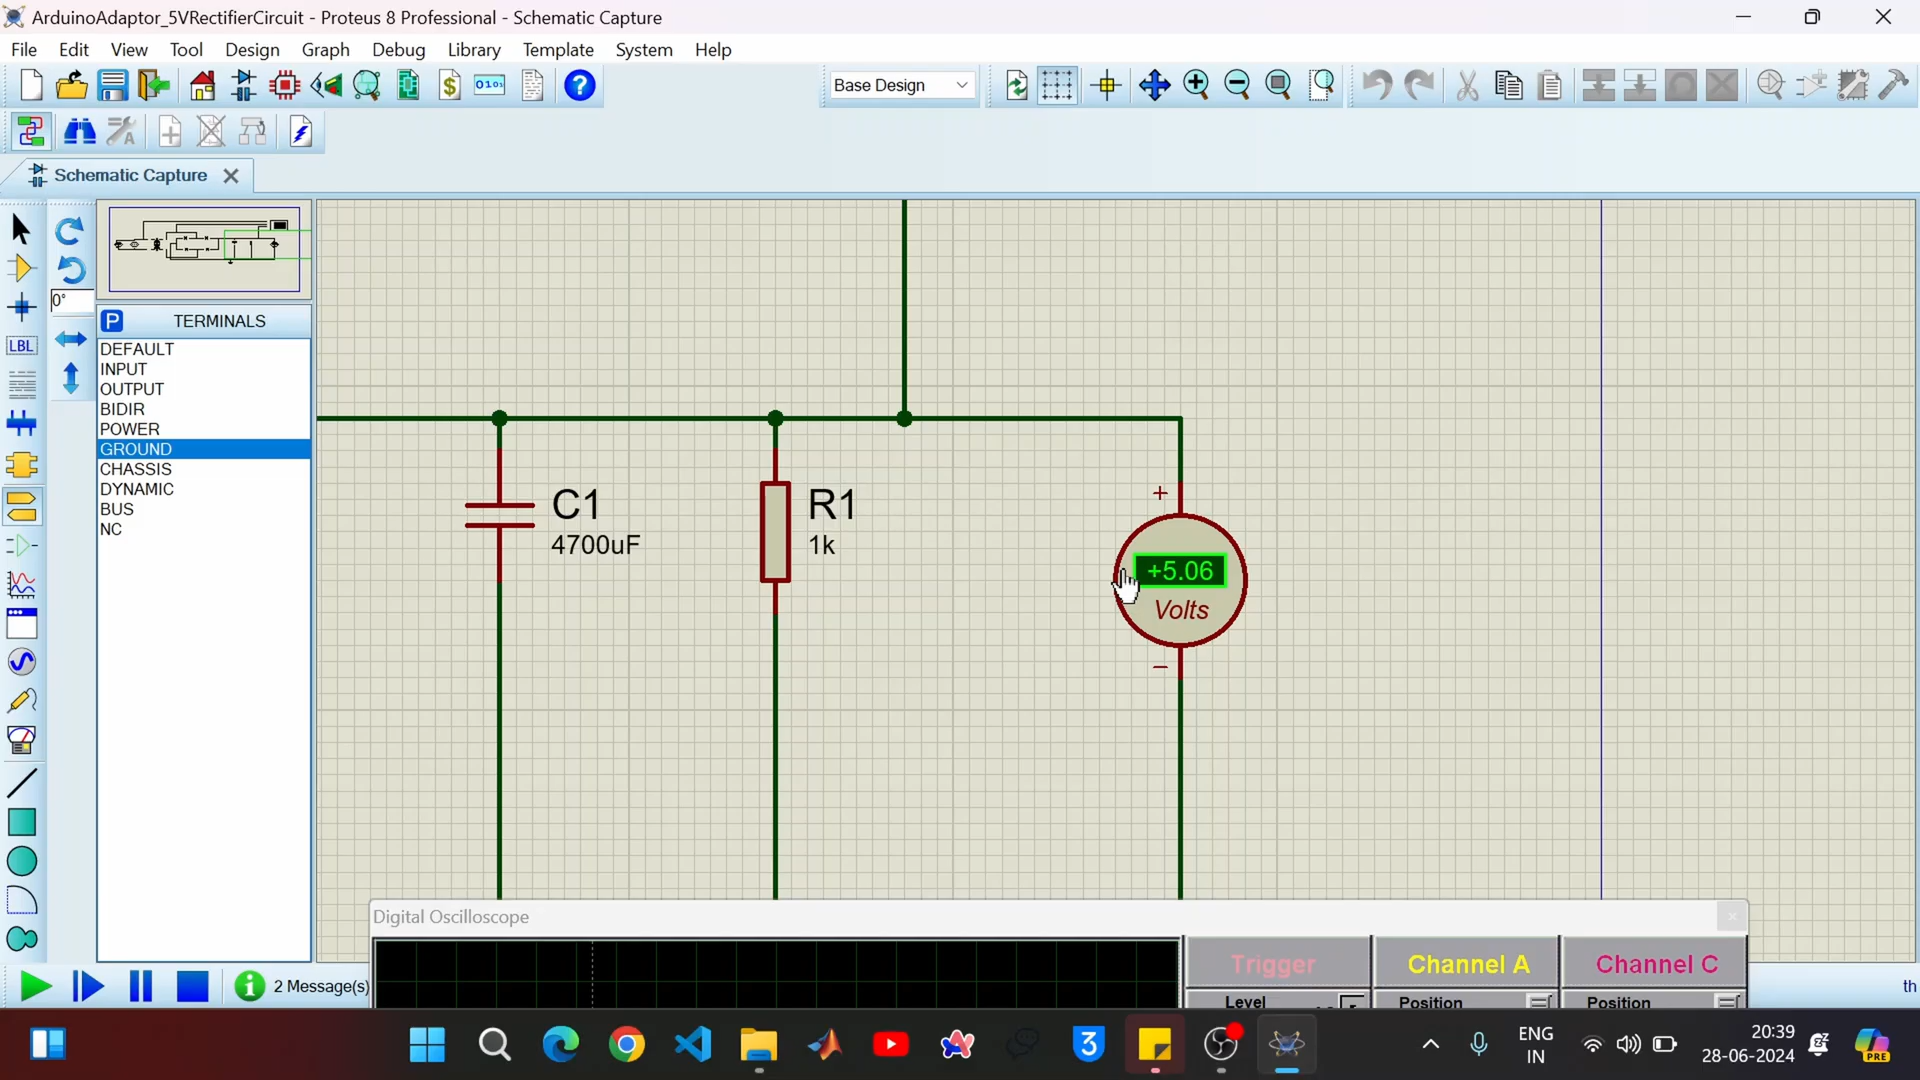 ArduinoAdaptor_5VRectifierCircuit - Proteus 8 Professional - Schematic Capture
File Edit View Tool Design Graph Debug Library Template System Help
Base Design
Schematic Capture
0°
LBL
P TERMINALS
DEFAULT
INPUT
OUTPUT
BIDIR
POWER
GROUND
CHASSIS
DYNAMIC
BUS
NC
C1
4700uF
R1
1k
+
+5.06
Volts
−
Digital Oscilloscope
Trigger
Channel A
Channel C
Level
Position
Position
2 Message(s)
th
ENG
IN
20:39
28-06-2024
PRE